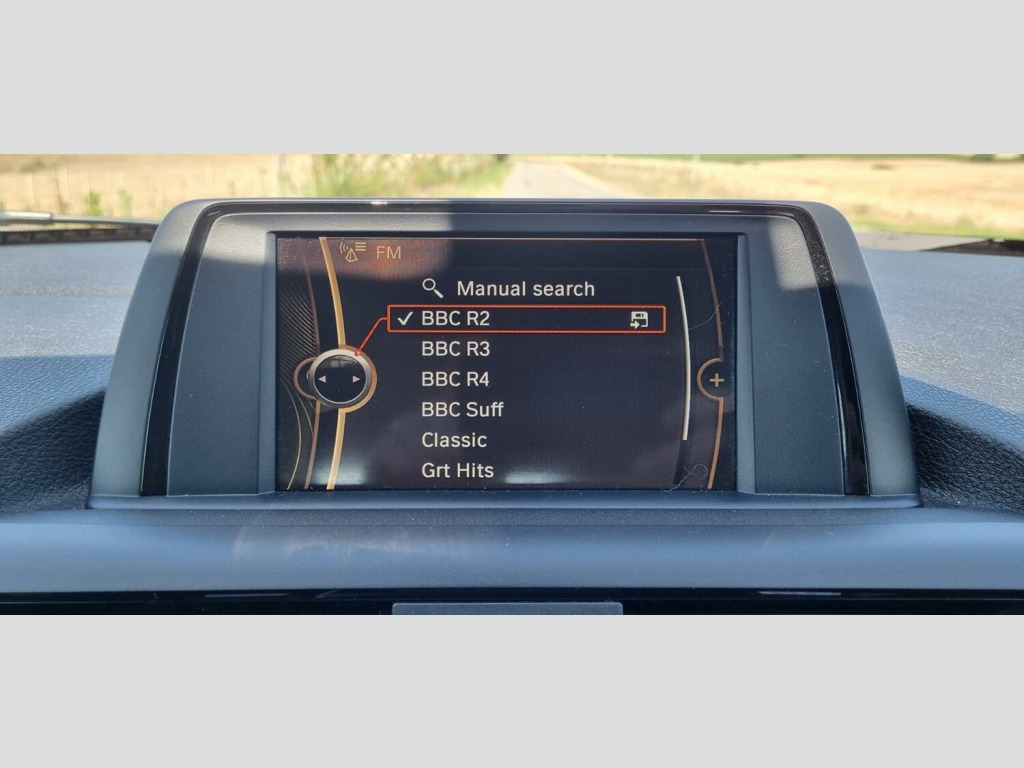 FM
Manual search
BBC R2
BBC R3
BBC R4
BBC Suff
Classic
Grt Hits